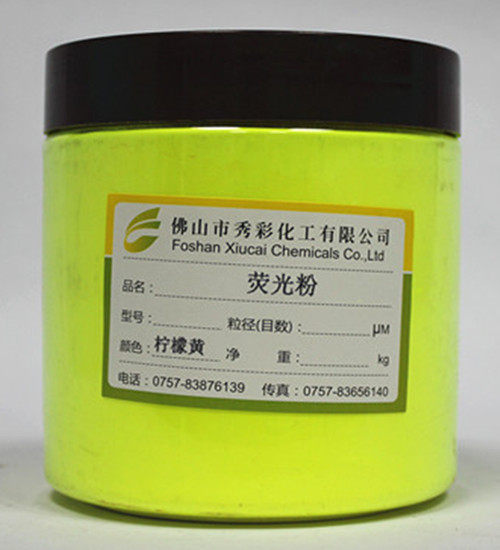 佛山市秀彩化工有限公司
Foshan Xiucai Chemicals Co.,Ltd
品名: 荧光粉
型号: 粒径(目数): μM
颜色: 柠檬黄 净 重: kg
电话: 0757-83876139 传真: 0757-83656140